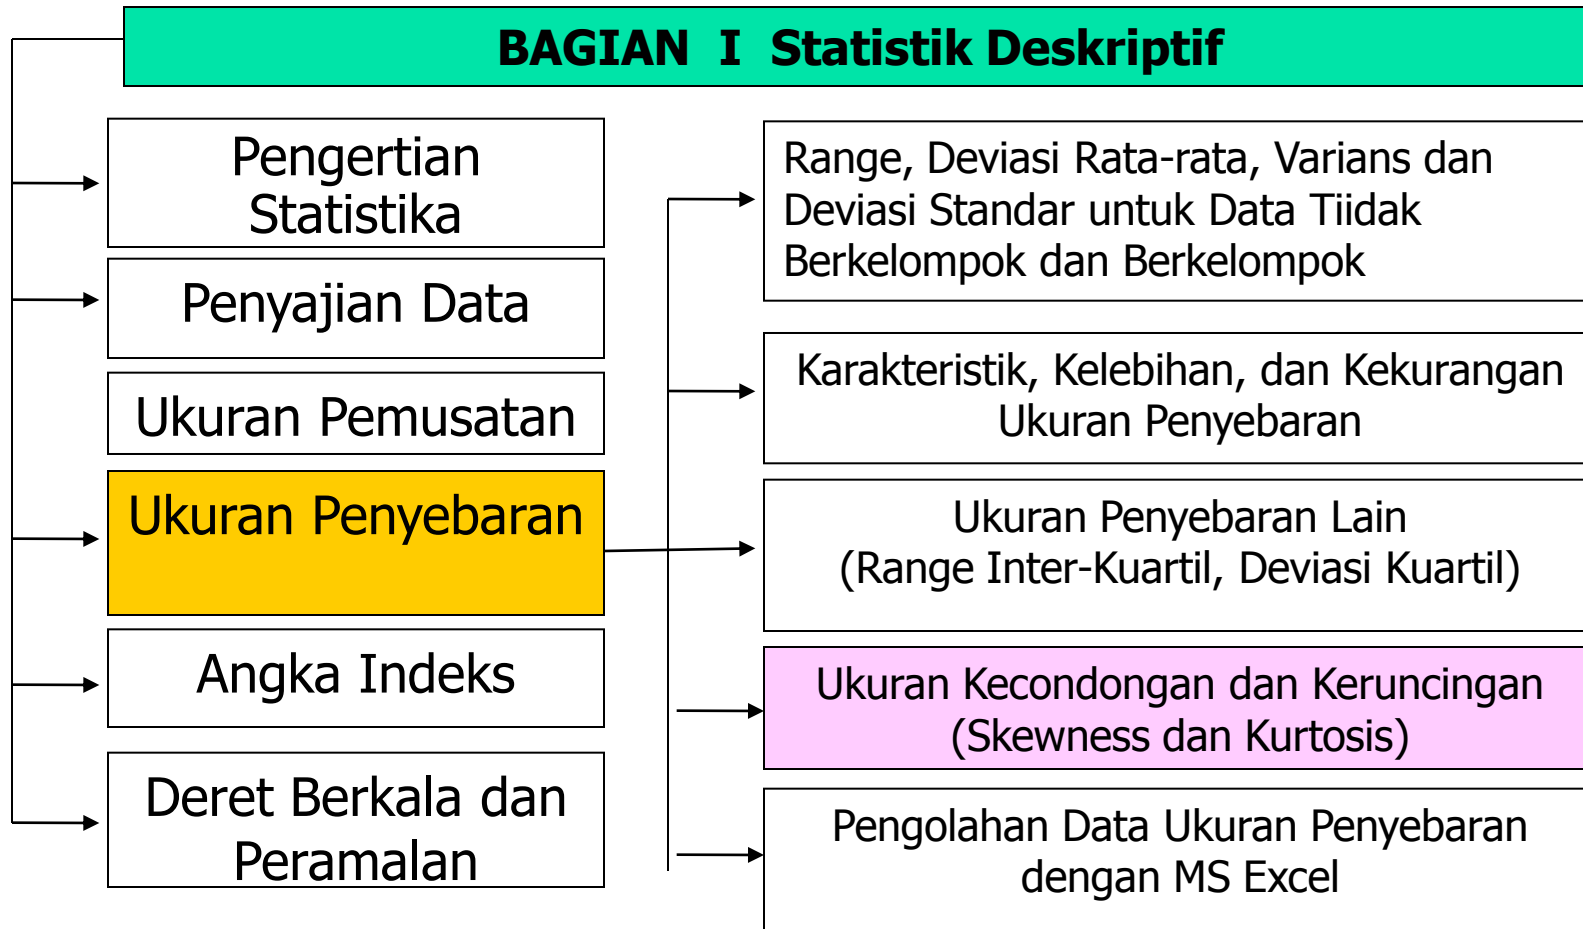 BAGIAN I Statistik Deskriptif
Pengertian
Statistika
Penyajian Data
Ukuran Pemusatan
Ukuran Penyebaran
Angka Indeks
Deret Berkala dan
Peramalan
Range, Deviasi Rata-rata, Varians dan
Deviasi Standar untuk Data Tiidak
Berkelompok dan Berkelompok
Karakteristik, Kelebihan, dan Kekurangan
Ukuran Penyebaran
Ukuran Penyebaran Lain
(Range Inter-Kuartil, Deviasi Kuartil)
Ukuran Kecondongan dan Keruncingan
(Skewness dan Kurtosis)
Pengolahan Data Ukuran Penyebaran
dengan MS Excel